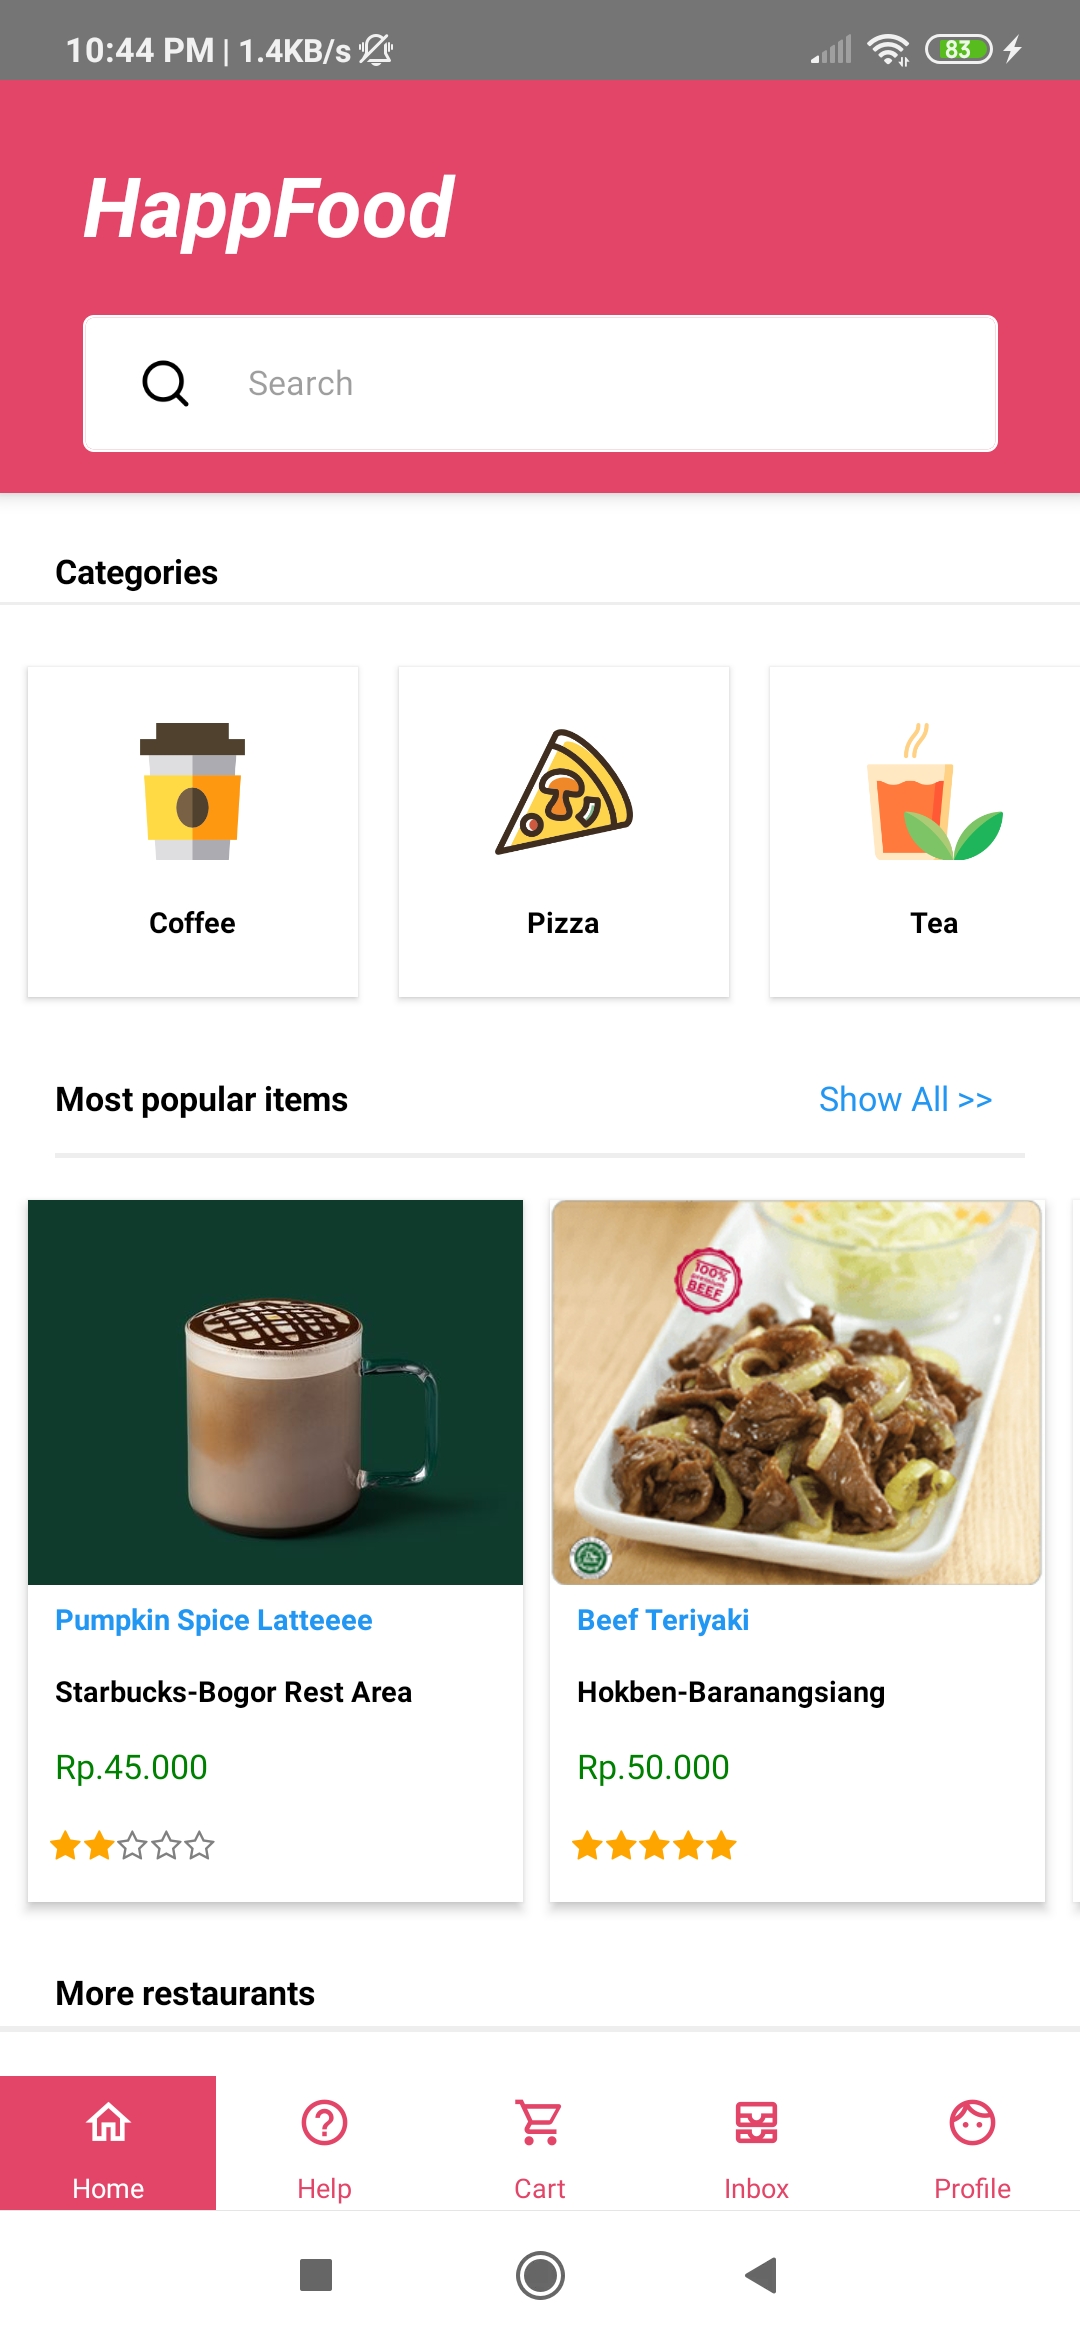 10:44 PM | 1.4KB/s
83
HappFood
Search
Categories
Coffee
Pizza
Tea
Most popular items
Show All >>
100%
premium
BEEF
Pumpkin Spice Latteeee
Beef Teriyaki
Starbucks-Bogor Rest Area
Hokben-Baranangsiang
Rp.45.000
Rp.50.000
More restaurants
Home
Help
Cart
Inbox
Profile